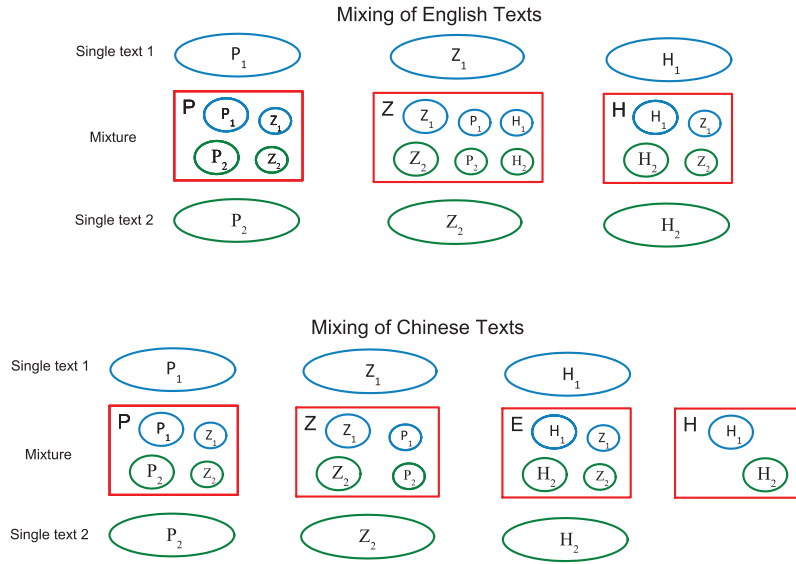 Mixing of English Texts
Single text 1 P1 Z1 H1
P P1 Z1 Z Z1 P1 H1 H H1 Z1
Mixture
P2 Z2 Z2 P2 H2 H2 Z2
Single text 2 P2 Z2 H2
Mixing of Chinese Texts
Single text 1 P1 Z1 H1
P P1 Z1 Z Z1 P1 E H1 Z1 H H1
Mixture
P2 Z2 Z2 P2 H2 Z2 H2
Single text 2 P2 Z2 H2